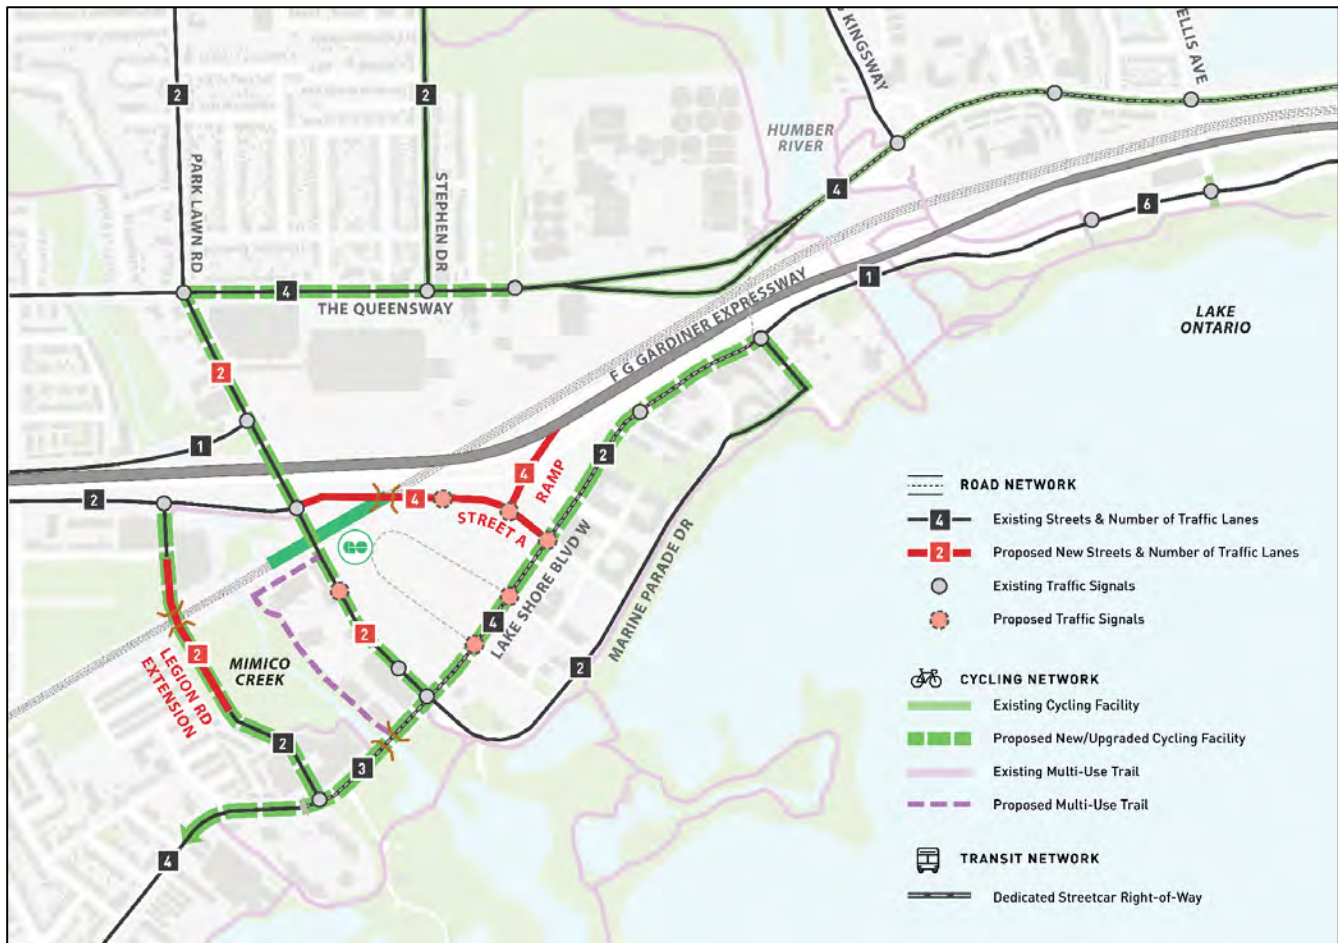 KINGSWAY
ELLIS AVE
2
2
HUMBER
RIVER
PARK LAWN RD
STEPHEN DR
4
6
1
4
THE QUEENSWAY
F G GARDINER EXPRESSWAY
LAKE
ONTARIO
2
1
2
2
4
4
RAMP
STREET A
LAKE SHORE BLVD W
MARINE PARADE DR
4
2
2
LEGION RD
EXTENSION
MIMICO
CREEK
2
2
3
4
ROAD NETWORK
4 Existing Streets & Number of Traffic Lanes
2 Proposed New Streets & Number of Traffic Lanes
Existing Traffic Signals
Proposed Traffic Signals
CYCLING NETWORK
Existing Cycling Facility
Proposed New/Upgraded Cycling Facility
Existing Multi-Use Trail
Proposed Multi-Use Trail
TRANSIT NETWORK
Dedicated Streetcar Right-of-Way